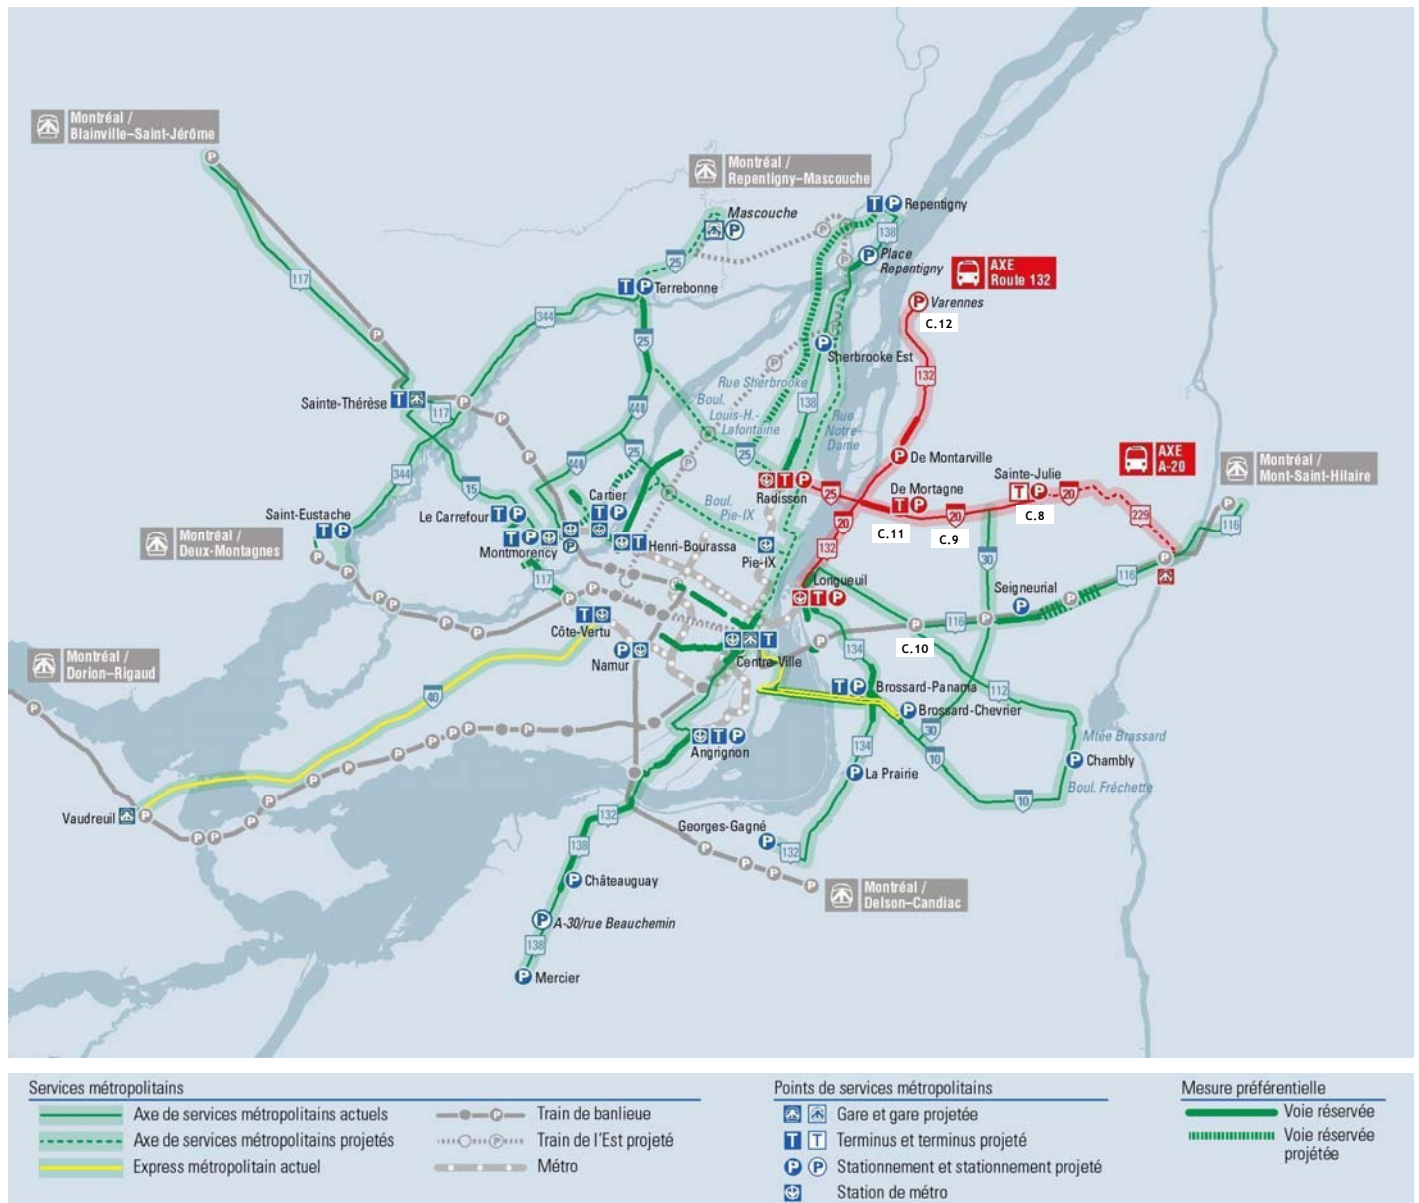 Montréal /
Blainville–Saint-Jérôme
Montréal /
Repentigny–Mascouche
Mascouche
T P Repentigny
138
Place
Repentigny
25
AXE
Route 132
117
T P Terrebonne
P Varennes
C.12
344
25
Sherbrooke Est
132
Rue Sherbrooke
Boul.
Louis-H.-
Lafontaine
138
Rue
Notre-
Dame
Sainte-Thérèse T
117
440
25
25
De Montarville
AXE
A-20
Montréal /
Mont-Saint-Hilaire
344
440
15
Radisson
25
De Mortagne
Sainte-Julie
20
C.8
229
116
Cartier
Boul.
Pie-IX
Le Carrefour
Saint-Eustache
20
20
C.11
C.9
Montréal /
Deux-Montagnes
Montmorency
Henri-Bourassa
Pie-IX
132
30
117
Longueuil
116
Seigneurial
Côte-Vertu
116
C.10
Namur
Centre-Ville
134
Montréal /
Dorion–Rigaud
40
T P Brossard-Panama
112
Brossard-Chevrier
30
Angrignon
134
10
Mtée Brassard
Chambly
La Prairie
Boul. Fréchette
10
Vaudreuil
132
Georges-Gagné
132
138
Châteauguay
Montréal /
Delson–Candiac
A-30/rue Beauchemin
138
Mercier
Services métropolitains
Axe de services métropolitains actuels
Axe de services métropolitains projetés
Express métropolitain actuel
Train de banlieue
Train de l'Est projeté
Métro
Points de services métropolitains
Gare et gare projetée
T T Terminus et terminus projeté
P P Stationnement et stationnement projeté
Station de métro
Mesure préférentielle
Voie réservée
Voie réservée
projétée